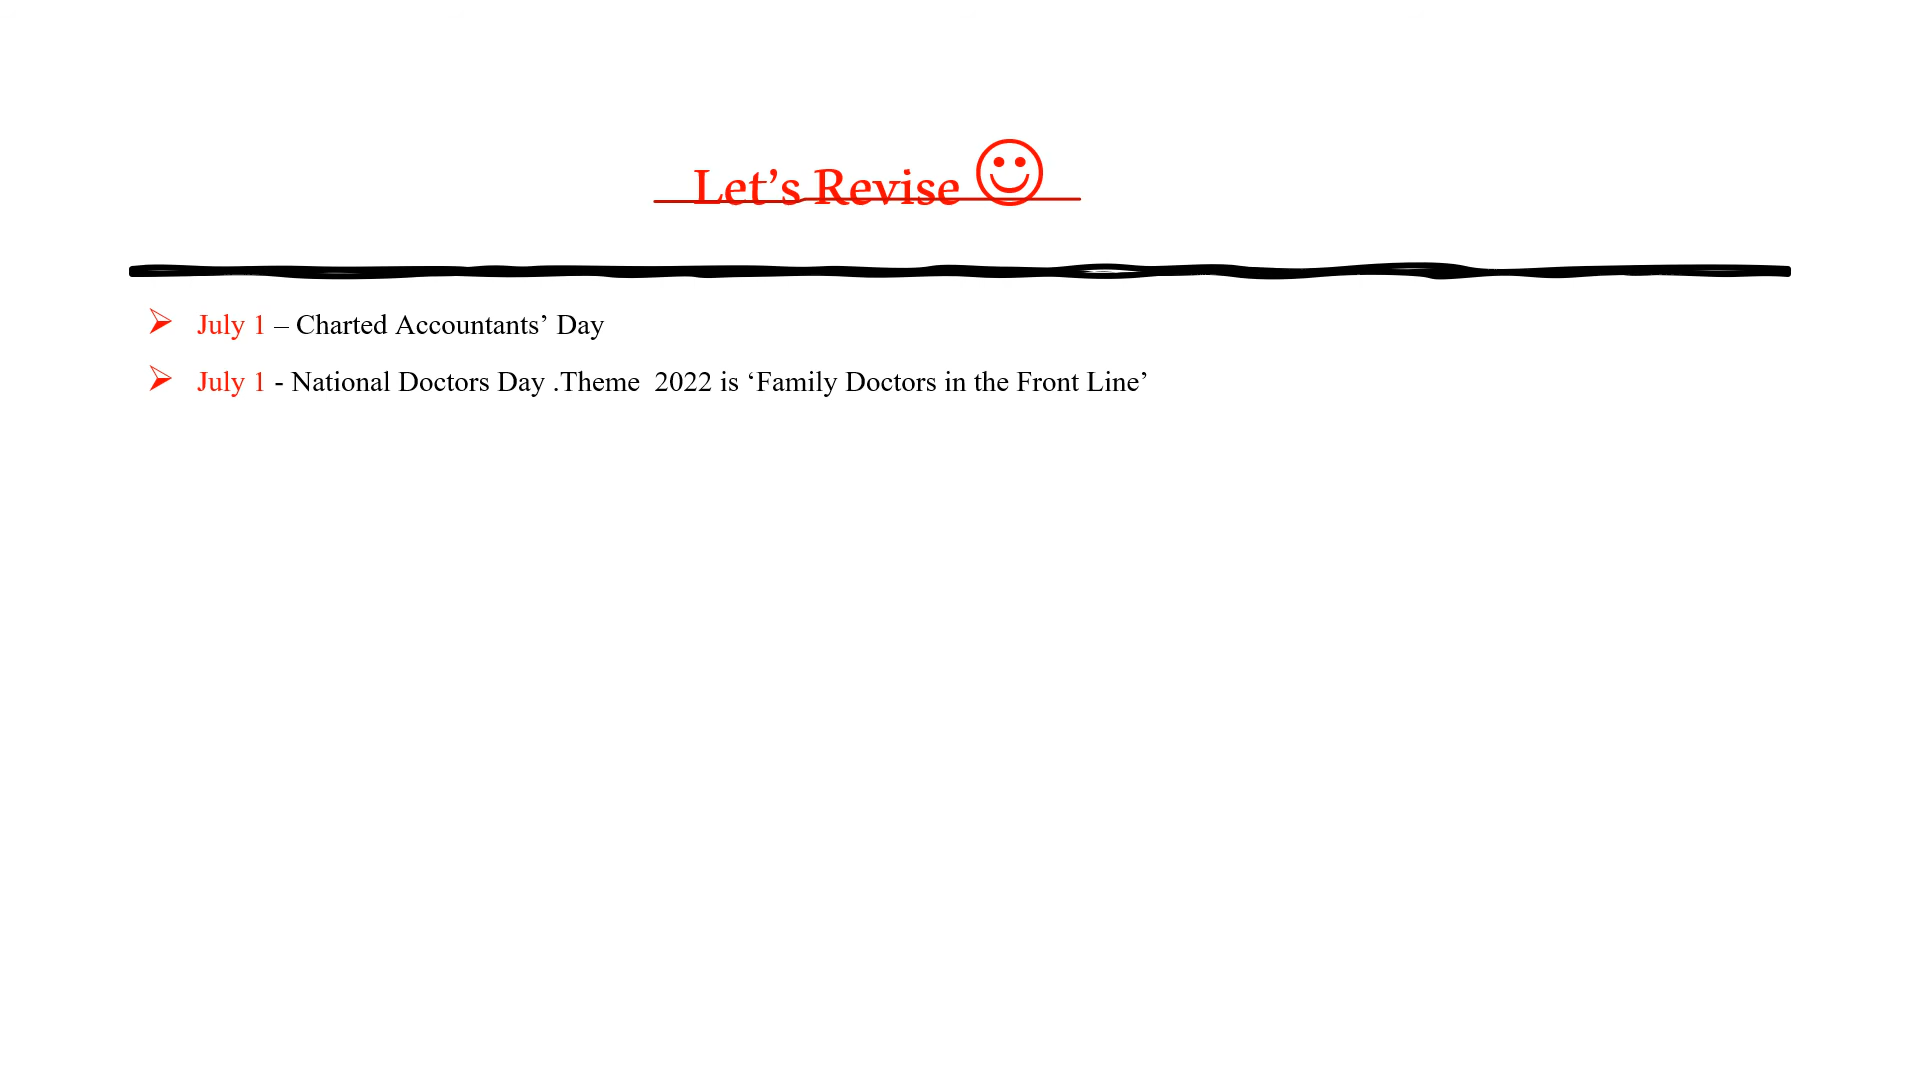 Let’s Revise ☺
July 1 – Charted Accountants’ Day
July 1 - National Doctors Day .Theme  2022 is ‘Family Doctors in the Front Line’